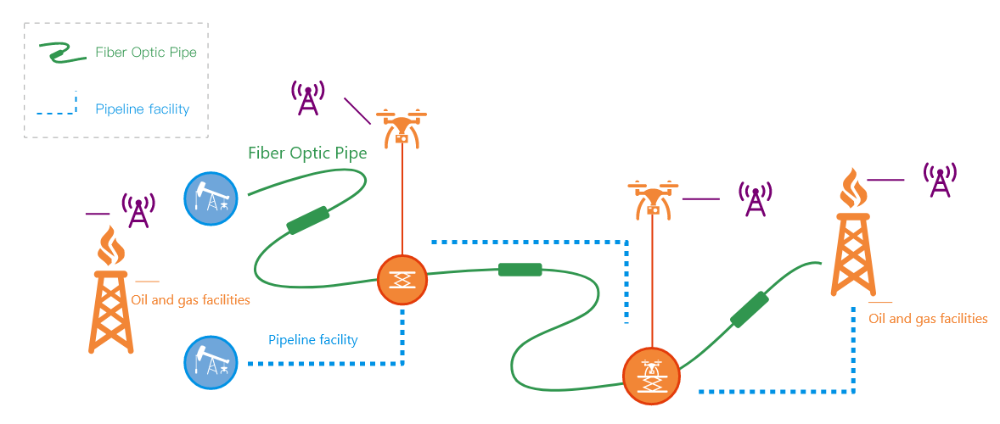 Fiber Optic Pipe
Pipeline facility
Fiber Optic Pipe
Oil and gas facilities
Pipeline facility
Oil and gas facilities